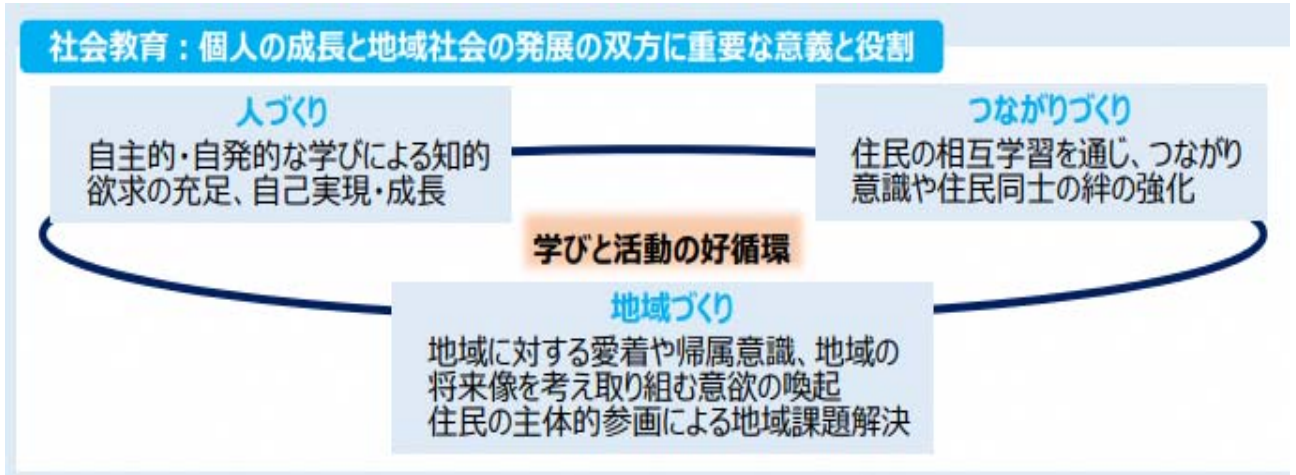 社会教育：個人の成長と地域社会の発展の双方に重要な意義と役割
人づくり
自主的・自発的な学びによる知的
欲求の充足、自己実現・成長
つながりづくり
住民の相互学習を通じ、つながり
意識や住民同士の絆の強化
学びと活動の好循環
地域づくり
地域に対する愛着や帰属意識、地域の
将来像を考え取り組む意欲の喚起
住民の主体的参画による地域課題解決